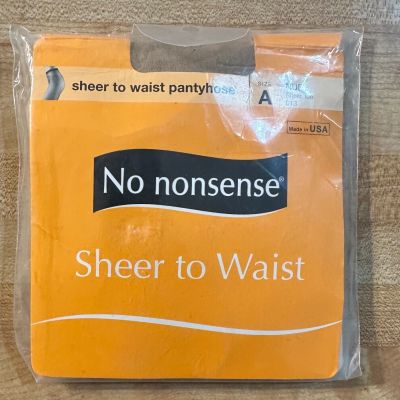 sheer to waist pantyhose
SIZE
A
Made in USA
No nonsense®
Sheer to Waist